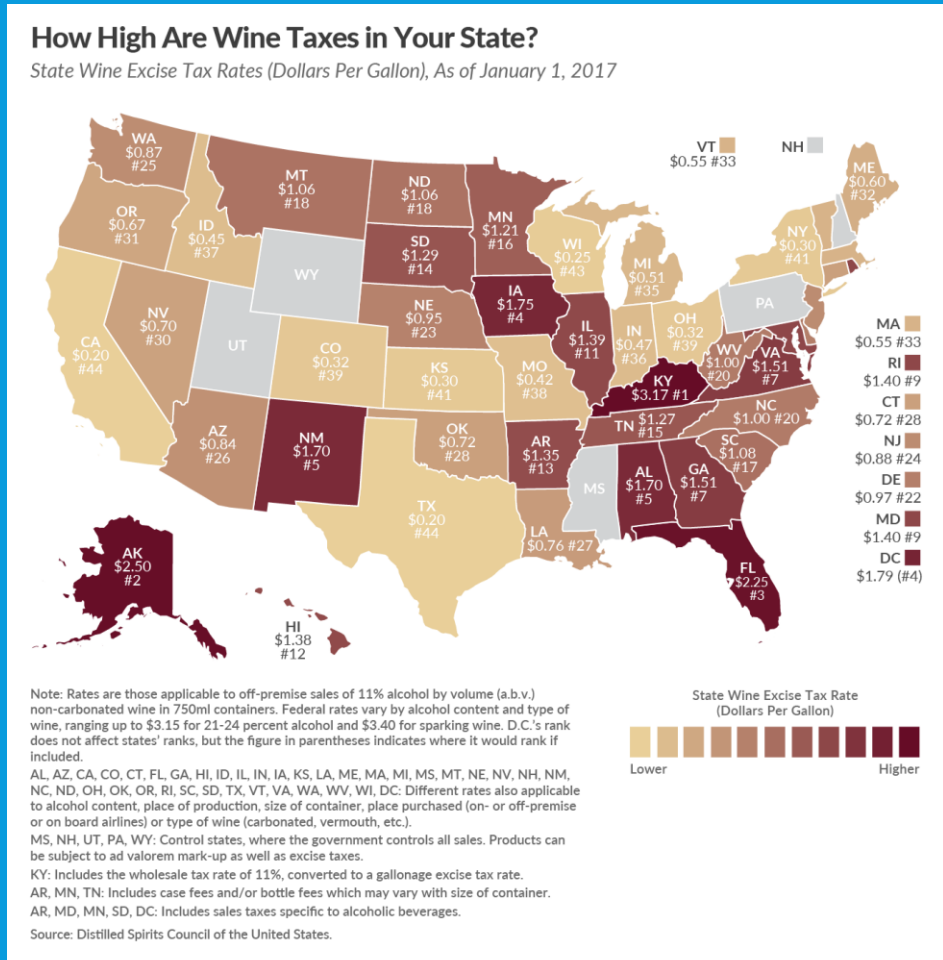 How High Are Wine Taxes in Your State?
State Wine Excise Tax Rates (Dollars Per Gallon), As of January 1, 2017
WA
$0.87
#25
MT
$1.06
#18
ND
$1.06
#18
MN
$1.21
#16
VT
$0.55 #33
NH
ME
$0.60
#32
OR
$0.67
#31
ID
$0.45
#37
WY
SD
$1.29
#14
WI
$0.25
#43
MI
$0.51
#35
NY
$0.30
#41
NV
$0.70
#30
UT
CO
$0.32
#39
NE
$0.95
#23
IA
$1.75
#4
IL
$1.39
#11
IN
$0.47
#36
OH
$0.32
#39
PA
CA
$0.20
#44
KS
$0.30
#41
MO
$0.42
#38
KY
$3.17 #1
WV
$1.00
#20
VA
$1.51
#7
AZ
$0.84
#26
NM
$1.70
#5
OK
$0.72
#28
AR
$1.35
#13
TN $1.27
#15
NC
$1.00 #20
SC
$1.08
#17
TX
$0.20
#44
LA
$0.76 #27
MS
AL
$1.70
#5
GA
$1.51
#7
FL
$2.25
#3
AK
$2.50
#2
HI
$1.38
#12
MA
$0.55 #33
RI
$1.40 #9
CT
$0.72 #28
NJ
$0.88 #24
DE
$0.97 #22
MD
$1.40 #9
DC
$1.79 (#4)
Note: Rates are those applicable to off-premise sales of 11% alcohol by volume (a.b.v.)
non-carbonated wine in 750ml containers. Federal rates vary by alcohol content and type of
wine, ranging up to $3.15 for 21-24 percent alcohol and $3.40 for sparking wine. D.C.'s rank
does not affect states' ranks, but the figure in parentheses indicates where it would rank if
included.
AL, AZ, CA, CO, CT, FL, GA, HI, ID, IL, IN, IA, KS, LA, ME, MA, MI, MS, MT, NE, NV, NH, NM,
NC, ND, OH, OK, OR, RI, SC, SD, TX, VT, VA, WA, WV, WI, DC: Different rates also applicable
to alcohol content, place of production, size of container, place purchased (on- or off-premise
or on board airlines) or type of wine (carbonated, vermouth, etc.).
MS, NH, UT, PA, WY: Control states, where the government controls all sales. Products can
be subject to ad valorem mark-up as well as excise taxes.
KY: Includes the wholesale tax rate of 11%, converted to a gallonage excise tax rate.
AR, MN, TN: Includes case fees and/or bottle fees which may vary with size of container.
AR, MD, MN, SD, DC: Includes sales taxes specific to alcoholic beverages.
Source: Distilled Spirits Council of the United States.
State Wine Excise Tax Rate
(Dollars Per Gallon)
Lower
Higher